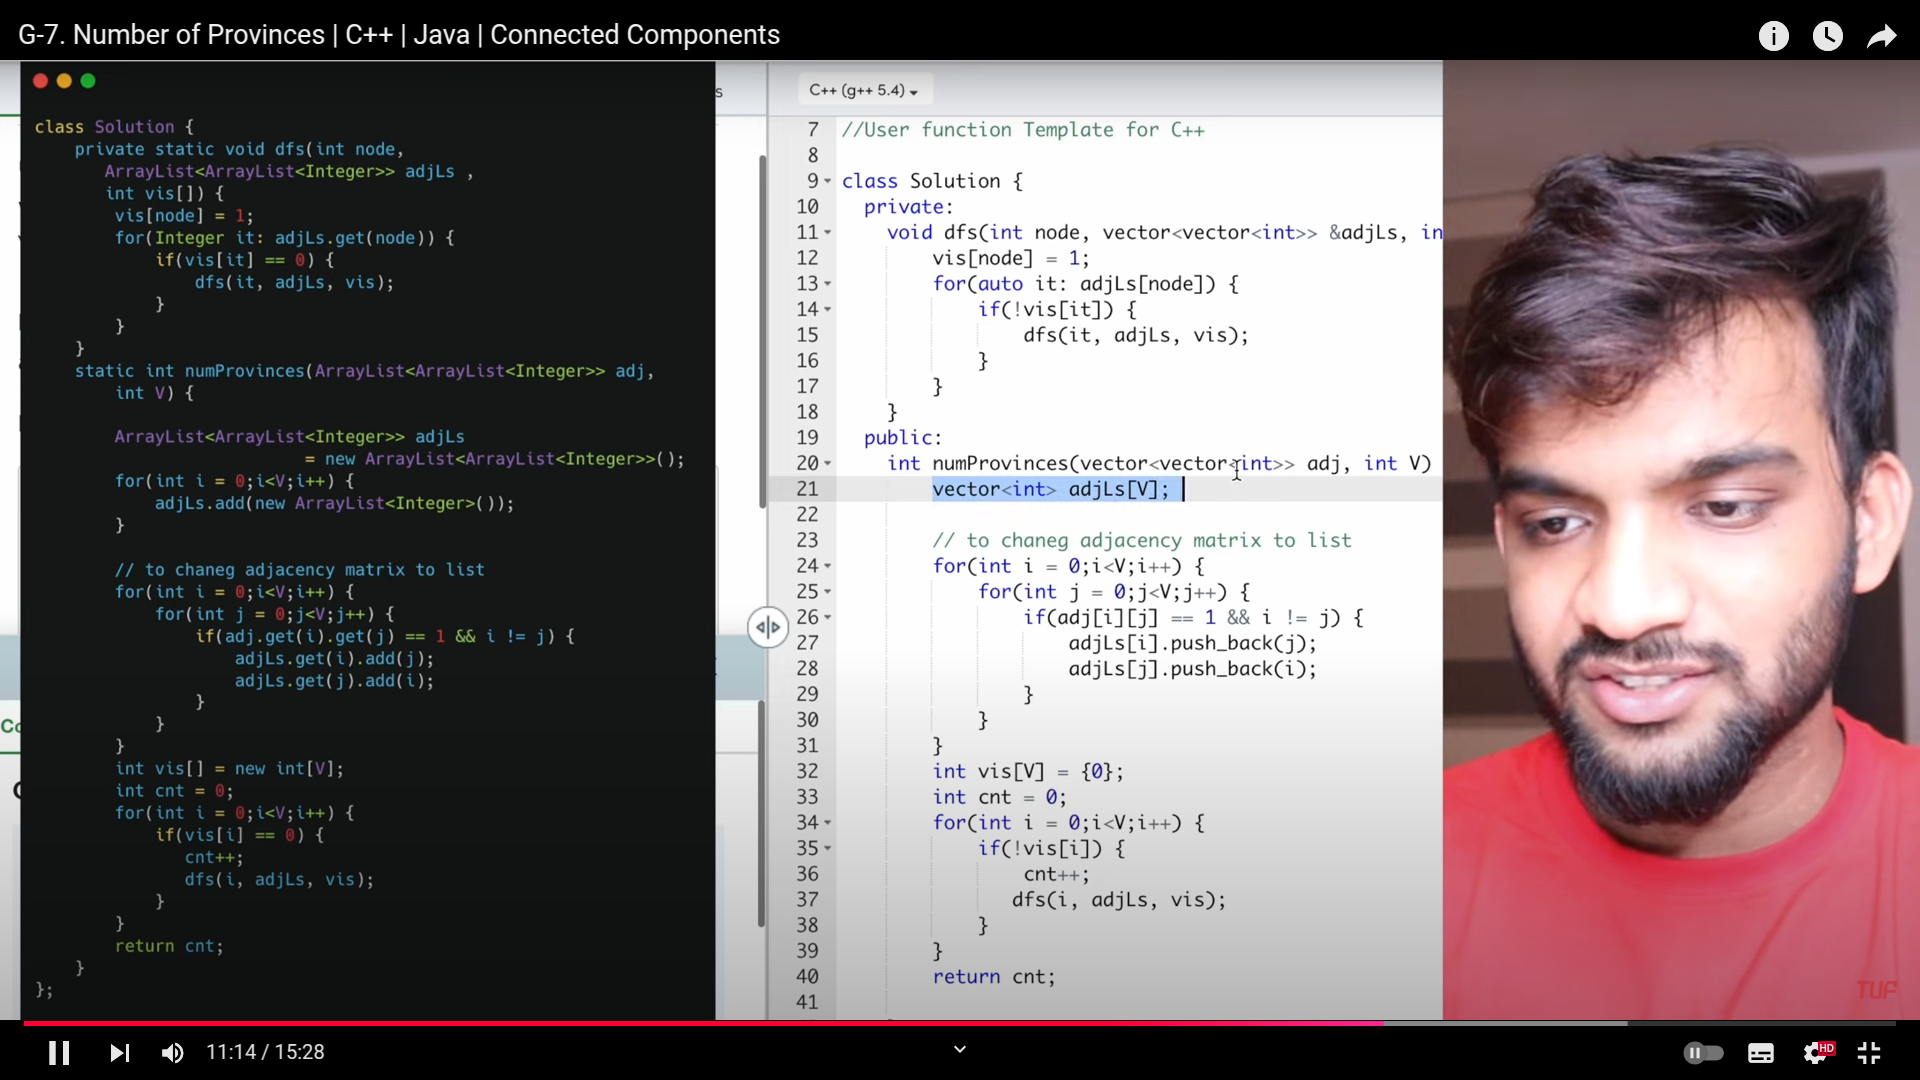 G-7. Number of Provinces | C++ | Java | Connected Components
class Solution {
private static void dfs(int node,
ArrayList<ArrayList<Integer>> adjLs ,
int vis[]) {
vis[node] = 1;
for(Integer it: adjLs.get(node)) {
if(vis[it] == 0) {
dfs(it, adjLs, vis);
}
}
}
static int numProvinces(ArrayList<ArrayList<Integer>> adj,
int V) {
ArrayList<ArrayList<Integer>> adjLs
= new ArrayList<ArrayList<Integer>>();
for(int i = 0;i<V;i++) {
adjLs.add(new ArrayList<Integer>());
}
// to chaneg adjacency matrix to list
for(int i = 0;i<V;i++) {
for(int j = 0;j<V;j++) {
if(adj.get(i).get(j) == 1 && i != j) {
adjLs.get(i).add(j);
adjLs.get(j).add(i);
}
}
}
int vis[] = new int[V];
int cnt = 0;
for(int i = 0;i<V;i++) {
if(vis[i] == 0) {
cnt++;
dfs(i, adjLs, vis);
}
}
return cnt;
}
};
s
Co
C++ (g++ 5.4)
7 //User function Template for C++
8
9 class Solution {
10 private:
11 void dfs(int node, vector<vector<int>> &adjLs, in
12 vis[node] = 1;
13 for(auto it: adjLs[node]) {
14 if(!vis[it]) {
15 dfs(it, adjLs, vis);
16 }
17 }
18 }
19 public:
20 int numProvinces(vector<vector<int>> adj, int V)
21 vector<int> adjLs[V];
22
23 // to chaneg adjacency matrix to list
24 for(int i = 0;i<V;i++) {
25 for(int j = 0;j<V;j++) {
26 if(adj[i][j] == 1 && i != j) {
27 adjLs[i].push_back(j);
28 adjLs[j].push_back(i);
29 }
30 }
31 }
32 int vis[V] = {0};
33 int cnt = 0;
34 for(int i = 0;i<V;i++) {
35 if(!vis[i]) {
36 cnt++;
37 dfs(i, adjLs, vis);
38 }
39 }
40 return cnt;
41
TUF
11:14 / 15:28
HD